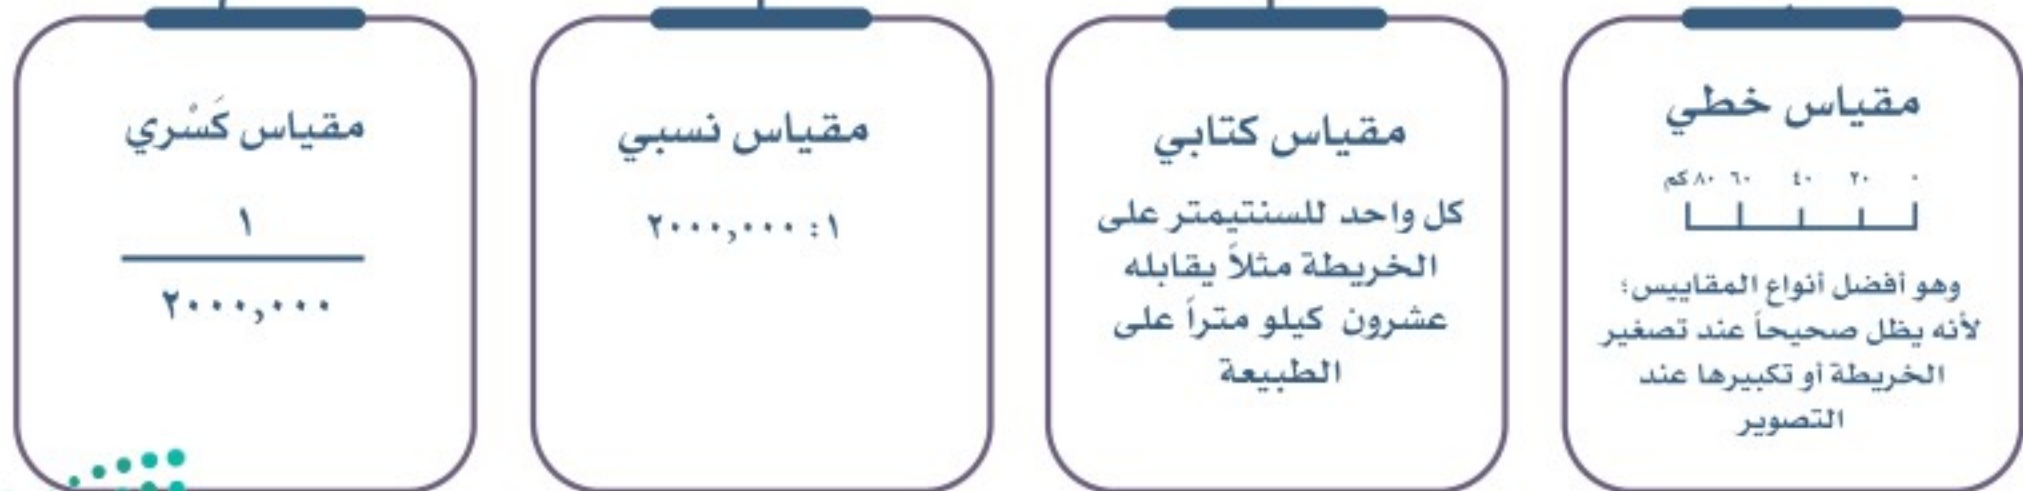 مقياس خطي
٠ ٢٠ ٤٠ ٦٠ ٨٠ كم
وهو أفضل أنواع المقاييس؛
لأنه يظل صحيحاً عند تصغير
الخريطة أو تكبيرها عند
التصوير
مقياس كتابي
كل واحد للسنتيمتر على
الخريطة مثلاً يقابله
عشرون كيلو متراً على
الطبيعة
مقياس نسبي
١: ٢٠٠٠,٠٠٠
مقياس كَسْري
١
٢٠٠٠,٠٠٠